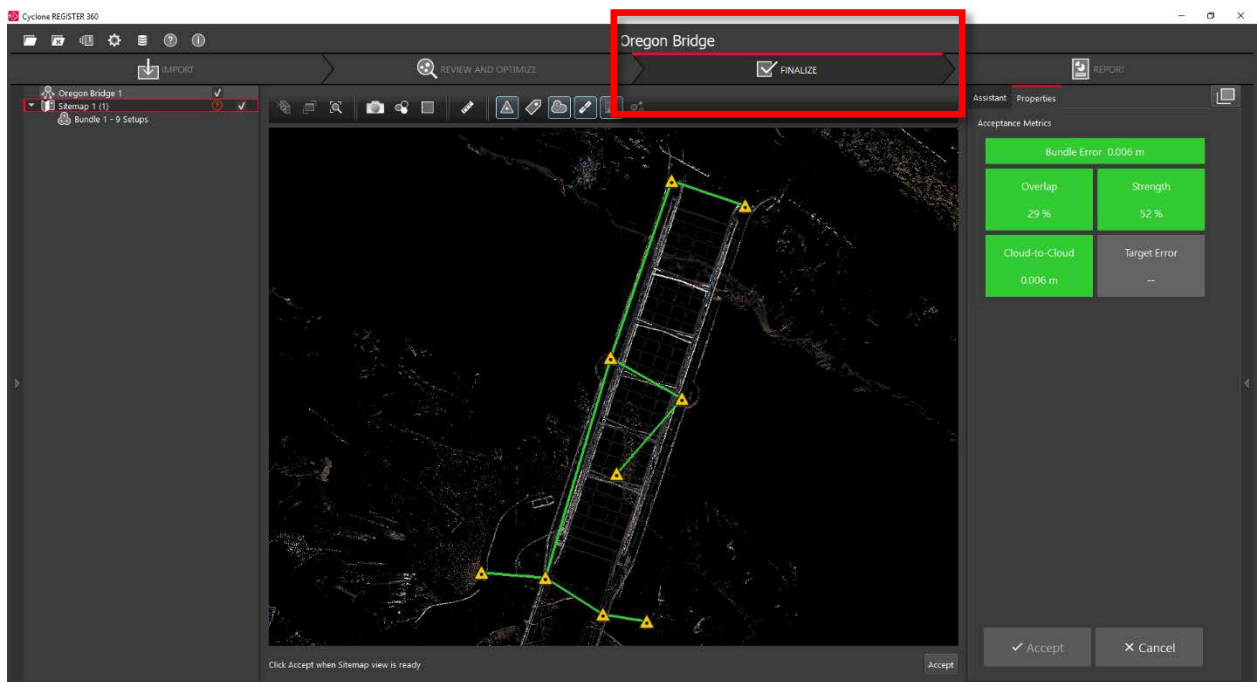 Cyclone REGISTER 360
Oregon Bridge
IMPORT
REVIEW AND OPTIMIZE
FINALIZE
REPORT
Oregon Bridge 1
Sitemap 1 (1)
Bundle 1 - 9 Setups
Assistant
Properties
Acceptance Metrics
Bundle Error 0.006 m
Overlap
Strength
29 %
52 %
Cloud-to-Cloud
Target Error
0.006 m
--
Accept
Cancel
Click Accept when Sitemap view is ready
Accept